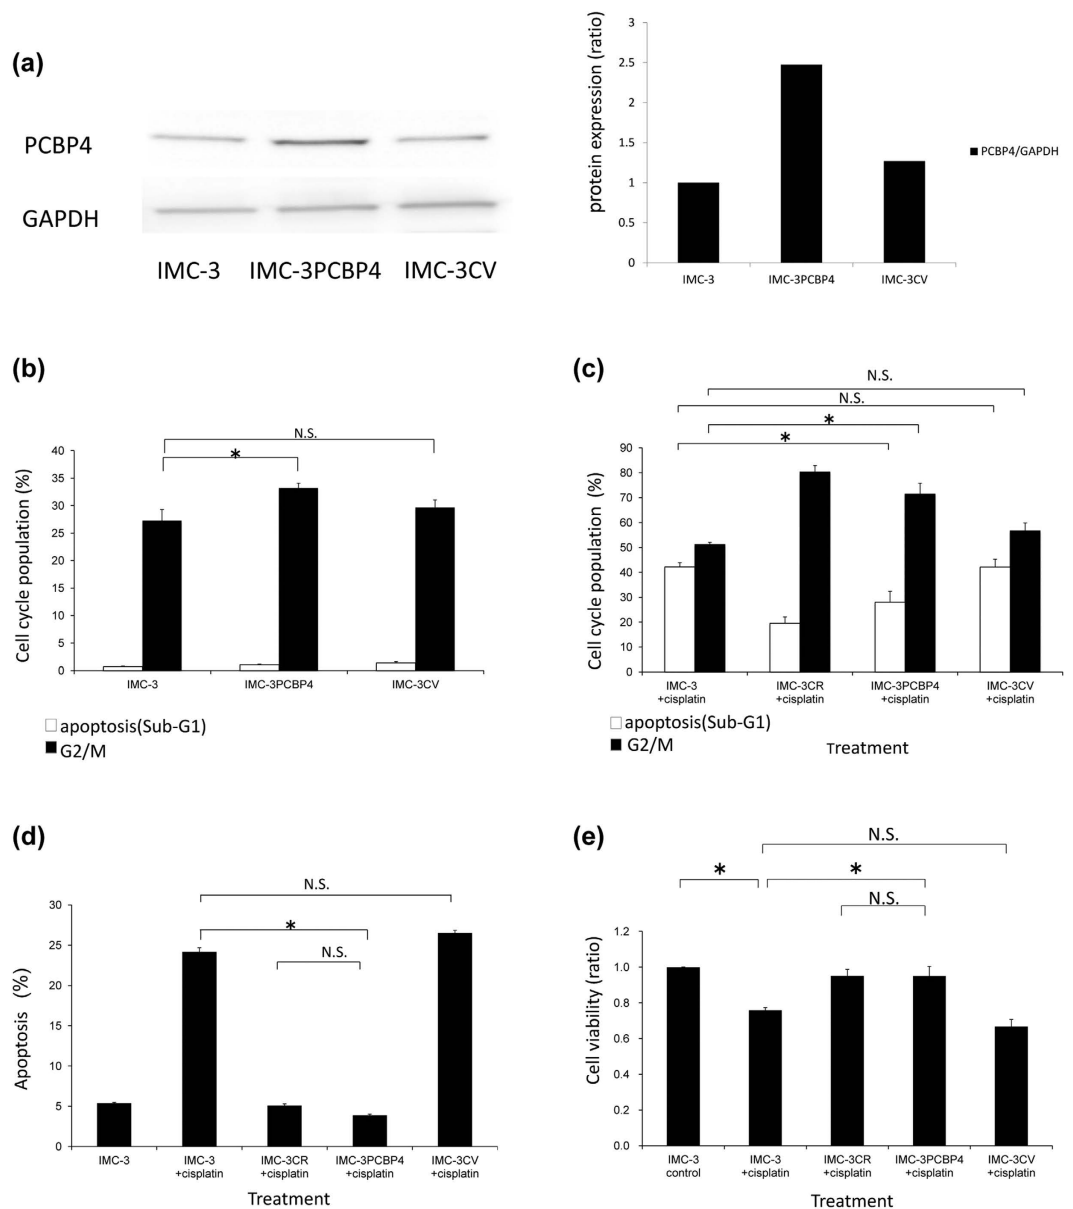 (a)
PCBP4
GAPDH
IMC-3 IMC-3PCBP4 IMC-3CV
protein expression (ratio)
3
2.5
2
1.5
1
0.5
0
IMC-3 IMC-3PCBP4 IMC-3CV
PCBP4/GAPDH
(b)
N.S.
*
Cell cycle population (%)
40
35
30
25
20
15
10
5
0
IMC-3 IMC-3PCBP4 IMC-3CV
apoptosis(Sub-G1)
G2/M
(c)
N.S.
N.S.
*
*
Cell cycle population (%)
90
80
70
60
50
40
30
20
10
0
IMC-3 IMC-3CR IMC-3PCBP4 IMC-3CV
+cisplatin +cisplatin +cisplatin +cisplatin
apoptosis(Sub-G1)
G2/M
Treatment
(d)
N.S.
*
N.S.
Apoptosis (%)
30
25
20
15
10
5
0
IMC-3 IMC-3 IMC-3CR IMC-3PCBP4 IMC-3CV
+cisplatin +cisplatin +cisplatin +cisplatin
Treatment
(e)
N.S.
* *
N.S.
Cell viability (ratio)
1.2
1.0
0.8
0.6
0.4
0.2
0.0
IMC-3 IMC-3 IMC-3CR IMC-3PCBP4 IMC-3CV
control +cisplatin +cisplatin +cisplatin +cisplatin
Treatment